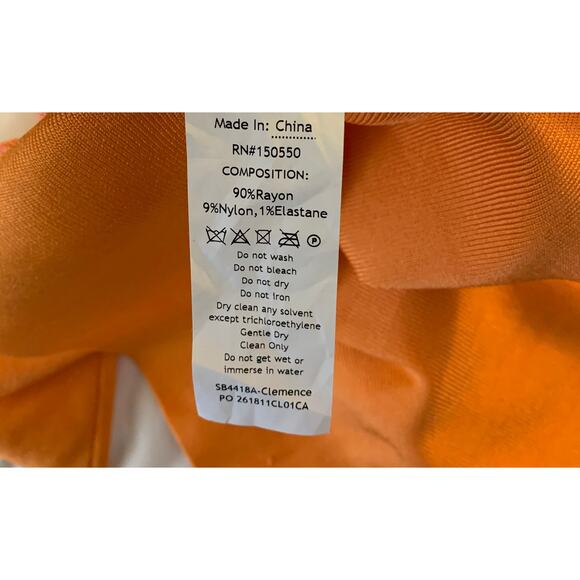 Made In: China
RN#150550
COMPOSITION:
90%Rayon
9%Nylon,1%Elastane
P
Do not wash
Do not bleach
Do not dry
Do not iron
Dry clean any solvent
except trichloroethylene
Gentle Dry
Clean Only
Do not get wet or
immerse in water
SB4418A-Clemence
PO 261811CL01CA